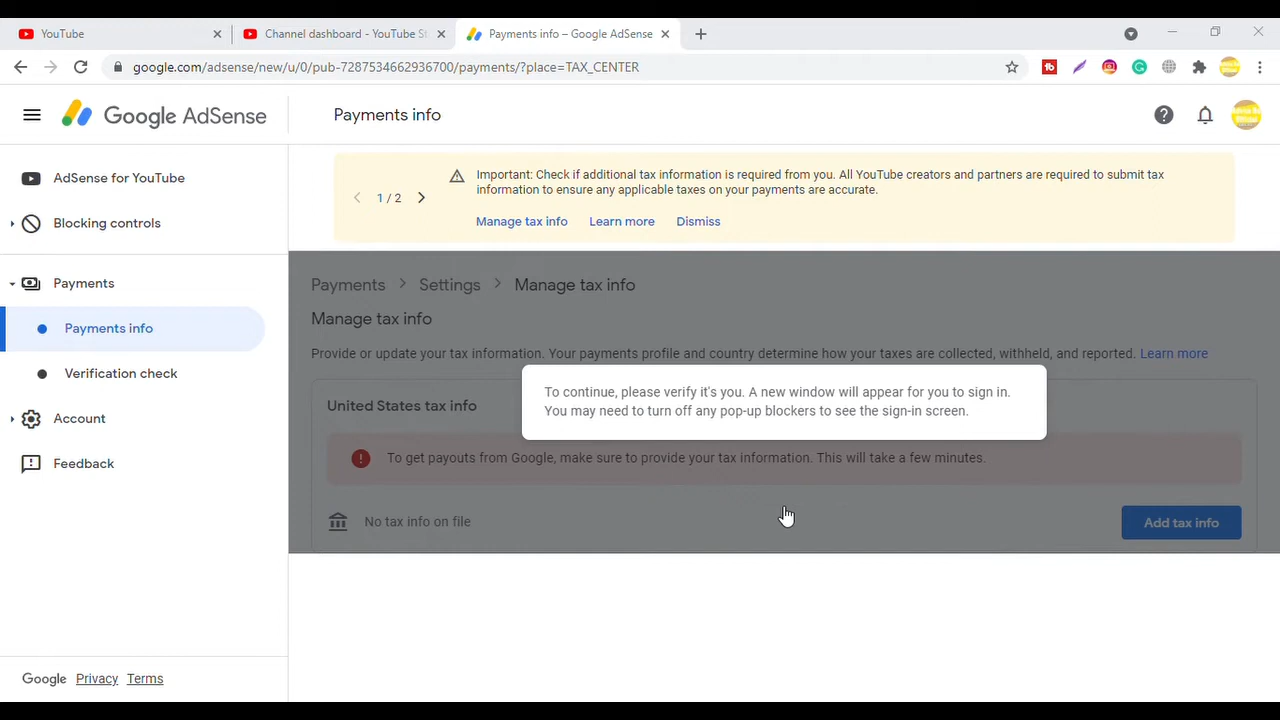 YouTube
Channel dashboard - YouTube St
Payments info – Google AdSense
google.com/adsense/new/u/0/pub-7287534662936700/payments/?place=TAX_CENTER
Google AdSense
Payments info
AdSense for YouTube
Blocking controls
Payments
Payments info
Verification check
Account
Feedback
Google Privacy Terms
1 / 2
Important: Check if additional tax information is required from you. All YouTube creators and partners are required to submit tax
information to ensure any applicable taxes on your payments are accurate.
Manage tax info Learn more Dismiss
Payments > Settings > Manage tax info
Manage tax info
Provide or update your tax information. Your payments profile and country determine how your taxes are collected, withheld, and reported. Learn more
United States tax info
To continue, please verify it's you. A new window will appear for you to sign in.
You may need to turn off any pop-up blockers to see the sign-in screen.
To get payouts from Google, make sure to provide your tax information. This will take a few minutes.
No tax info on file
Add tax info